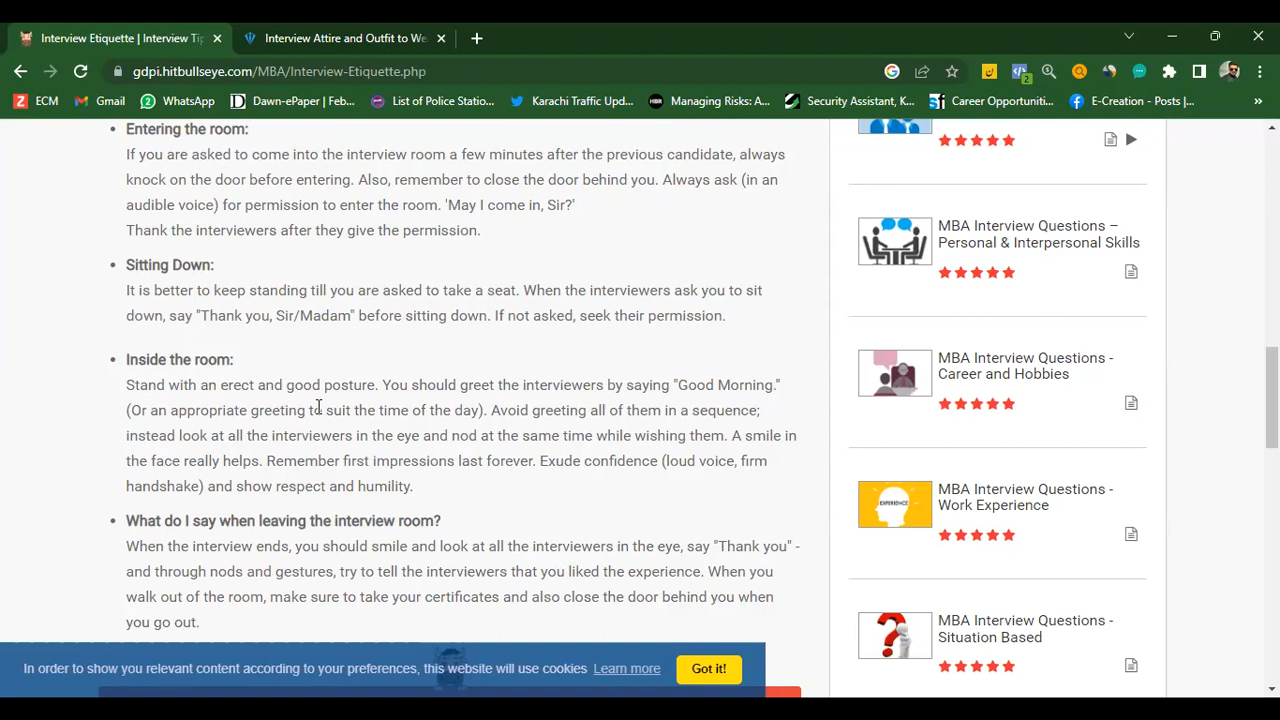 Interview Etiquette | Interview Tip
Interview Attire and Outfit to We
gdpi.hitbullseye.com/MBA/Interview-Etiquette.php
2
Z ECM
Gmail
2 WhatsApp
D Dawn-ePaper | Feb...
List of Police Statio...
Karachi Traffic Upd...
HBR Managing Risks: A...
Security Assistant, K...
Career Opportuniti...
E-Creation - Posts |...
»
• Entering the room:
If you are asked to come into the interview room a few minutes after the previous candidate, always
knock on the door before entering. Also, remember to close the door behind you. Always ask (in an
audible voice) for permission to enter the room. 'May I come in, Sir?'
Thank the interviewers after they give the permission.
• Sitting Down:
It is better to keep standing till you are asked to take a seat. When the interviewers ask you to sit
down, say "Thank you, Sir/Madam" before sitting down. If not asked, seek their permission.
• Inside the room:
Stand with an erect and good posture. You should greet the interviewers by saying "Good Morning."
(Or an appropriate greeting to suit the time of the day). Avoid greeting all of them in a sequence;
instead look at all the interviewers in the eye and nod at the same time while wishing them. A smile in
the face really helps. Remember first impressions last forever. Exude confidence (loud voice, firm
handshake) and show respect and humility.
• What do I say when leaving the interview room?
When the interview ends, you should smile and look at all the interviewers in the eye, say "Thank you" -
and through nods and gestures, try to tell the interviewers that you liked the experience. When you
walk out of the room, make sure to take your certificates and also close the door behind you when
you go out.
In order to show you relevant content according to your preferences, this website will use cookies Learn more
Got it!
MBA Interview Questions –
Personal & Interpersonal Skills
MBA Interview Questions -
Career and Hobbies
EXPERIENCE
MBA Interview Questions -
Work Experience
MBA Interview Questions -
Situation Based